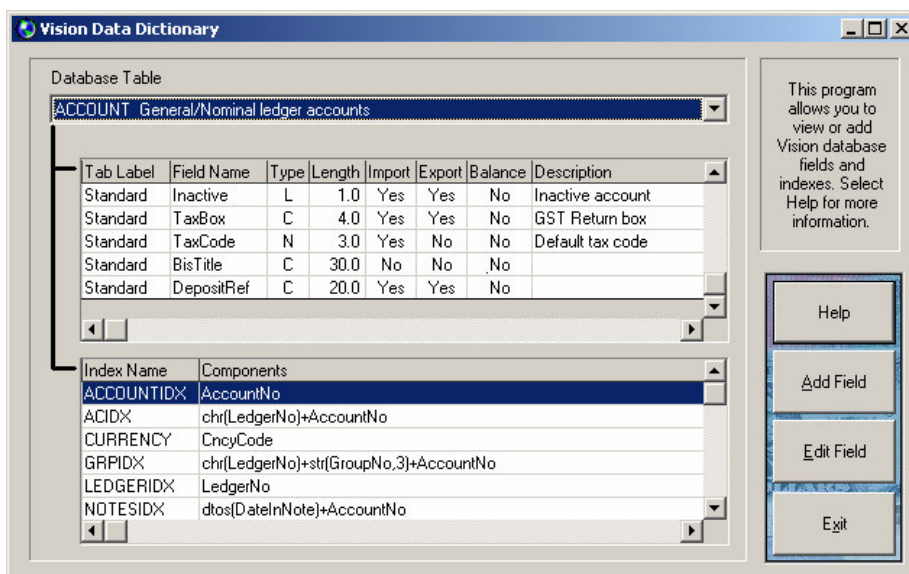 Vision Data Dictionary
Database Table
ACCOUNT General/Nominal ledger accounts
Tab Label Field Name Type Length Import Export Balance Description
Standard Inactive L 1.0 Yes Yes No Inactive account
Standard TaxBox C 4.0 Yes Yes No GST Return box
Standard TaxCode N 3.0 Yes No No Default tax code
Standard BisTitle C 30.0 No No No
Standard DepositRef C 20.0 Yes Yes No
Index Name Components
ACCOUNTIDX AccountNo
ACIDX chr(LedgerNo)+AccountNo
CURRENCY CncyCode
GRPIDX chr(LedgerNo)+str(GroupNo,3)+AccountNo
LEDGERIDX LedgerNo
NOTESIDX dtos(DateInNote)+AccountNo
This program
allows you to
view or add
Vision database
fields and
indexes. Select
Help for more
information.
Help
Add Field
Edit Field
Exit